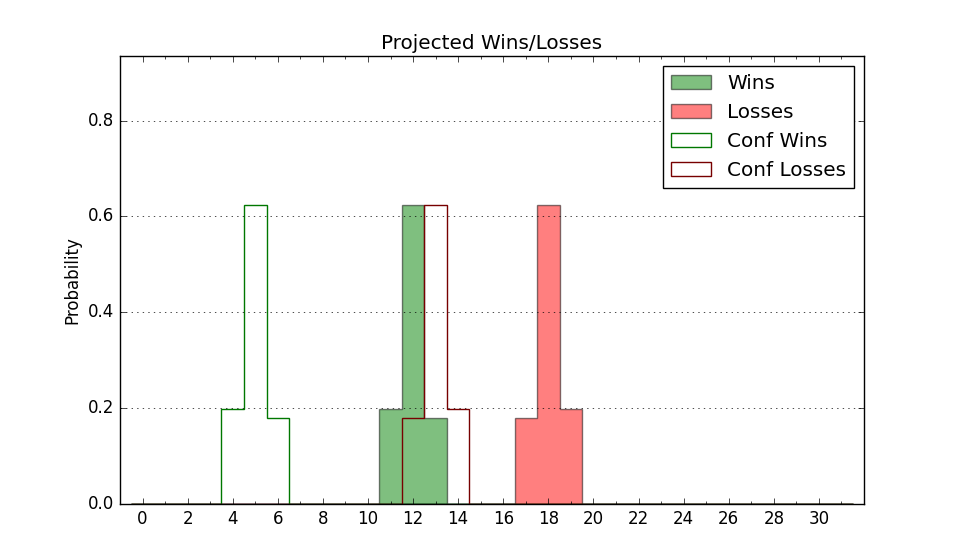 Projected Wins/Losses
Wins
Losses
Conf Wins
Conf Losses
Probability
0.8
0.6
0.4
0.2
0.0
0 2 4 6 8 10 12 14 16 18 20 22 24 26 28 30